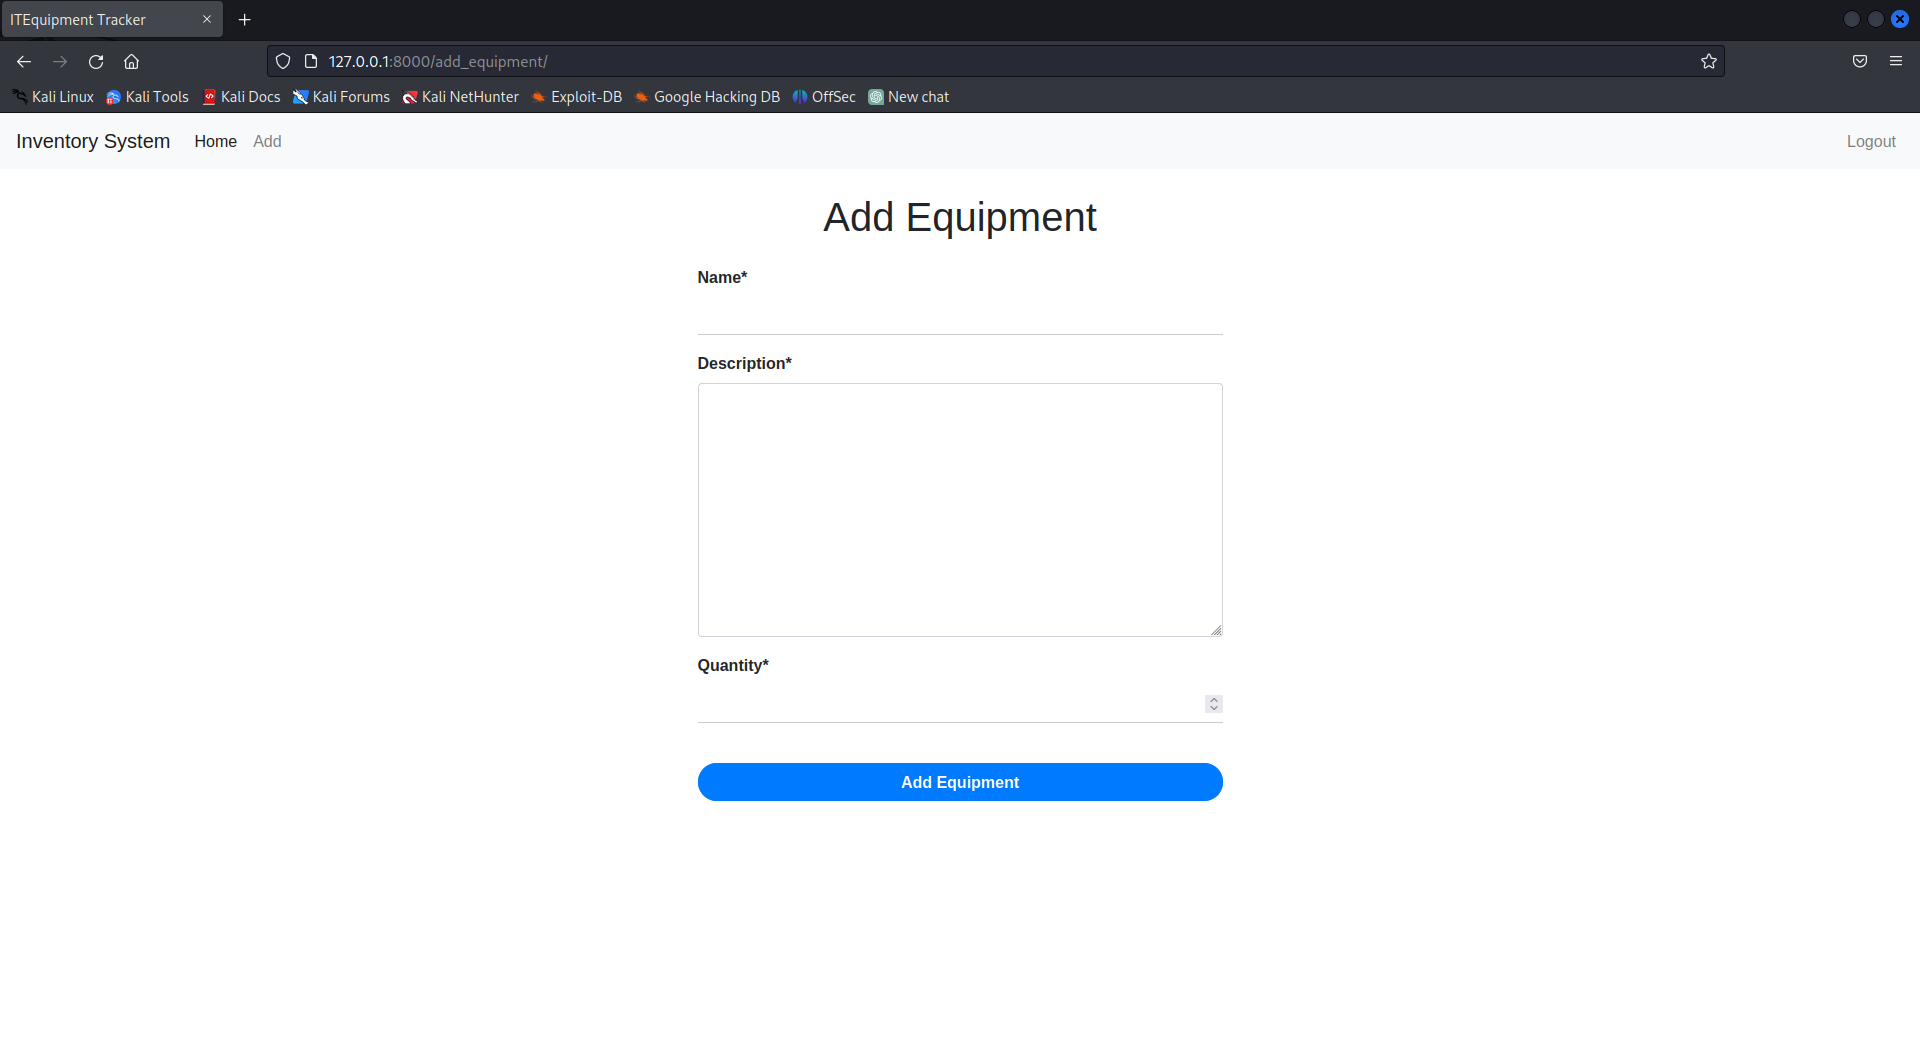 ITEquipment Tracker
127.0.0.1:8000/add_equipment/
Kali Linux Kali Tools Kali Docs Kali Forums Kali NetHunter Exploit-DB Google Hacking DB OffSec New chat
Inventory System Home Add Logout
Add Equipment
Name*
Description*
Quantity*
Add Equipment